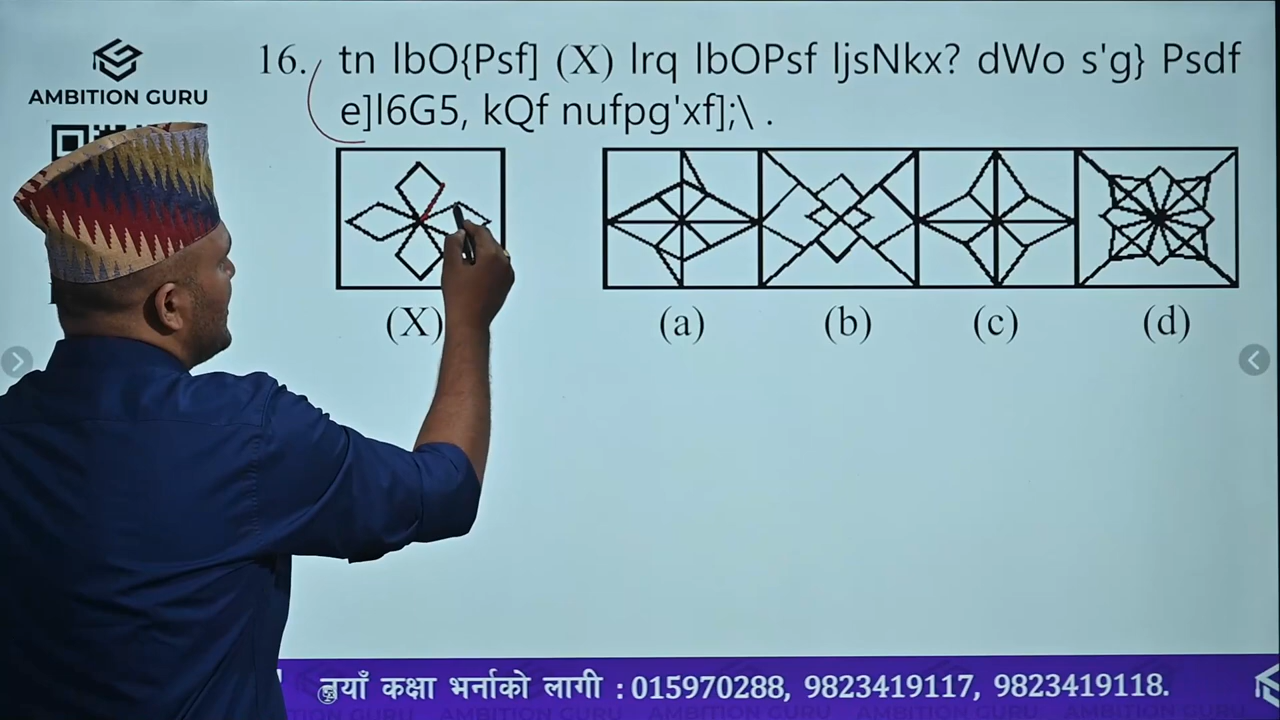 AMBITION GURU
16. tn lbO{Psf] (X) lrq lbOPsf ljsNkx? dWo s'g} Psdf
e]l6G5, kQf nufpg'xf];\ .
(X)
(a) (b) (c) (d)
नयाँ कक्षा भर्नाको लागी : 015970288, 9823419117, 9823419118.